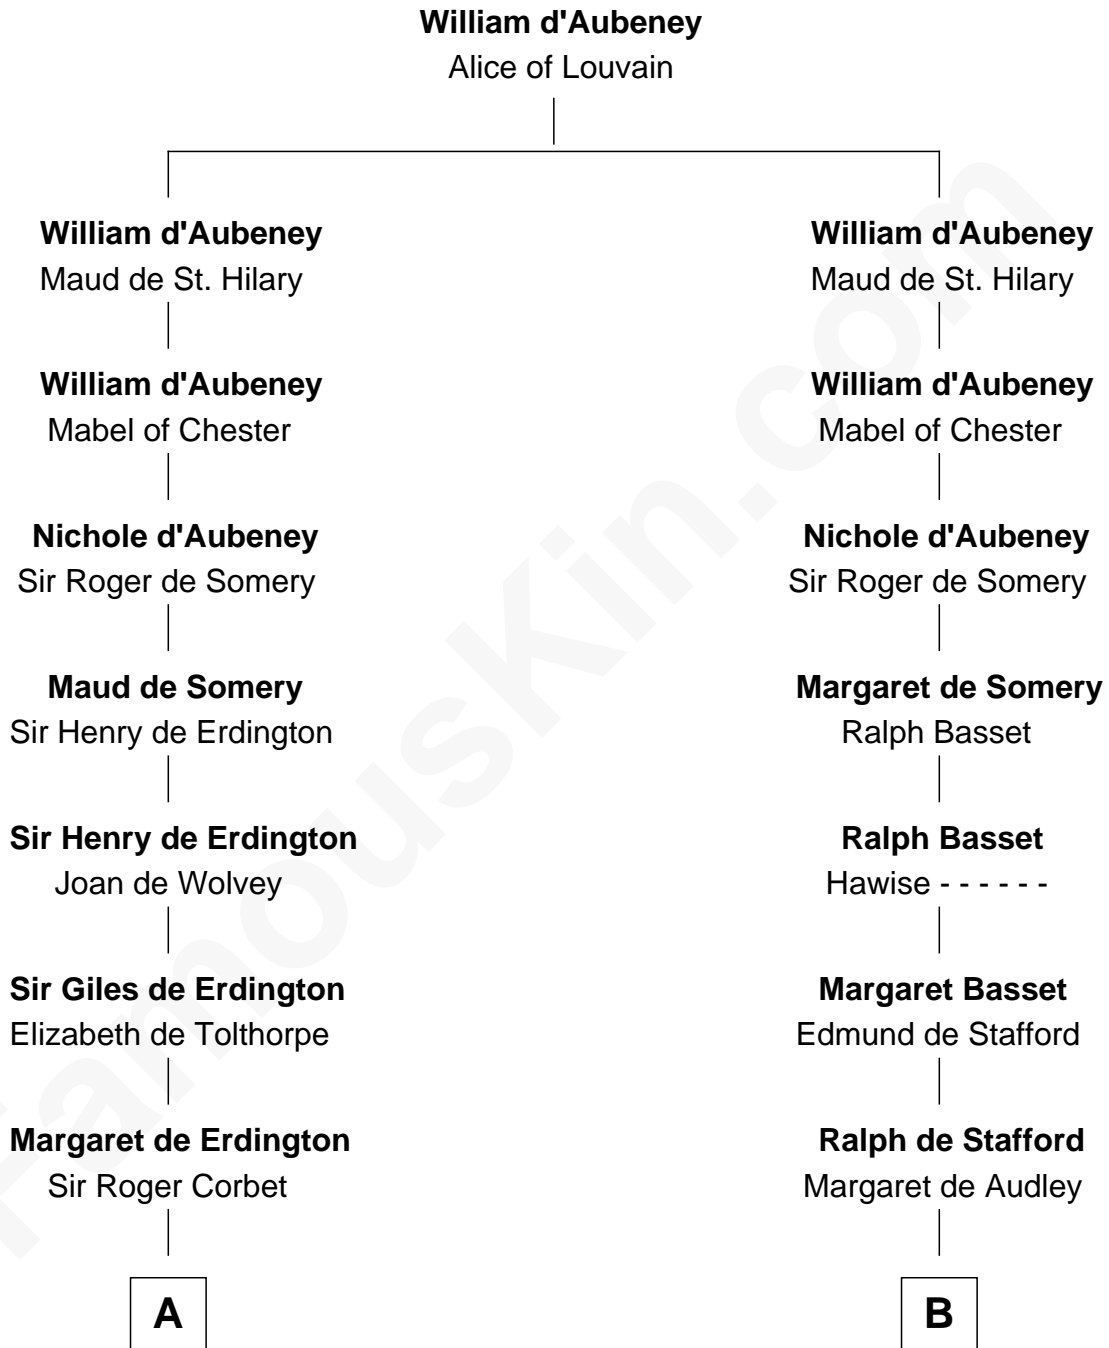 William d'Aubeney
Alice of Louvain
William d'Aubeney
Maud de St. Hilary
William d'Aubeney
Mabel of Chester
Nichole d'Aubeney
Sir Roger de Somery
Maud de Somery
Sir Henry de Erdington
Sir Henry de Erdington
Joan de Wolvey
Sir Giles de Erdington
Elizabeth de Tolthorpe
Margaret de Erdington
Sir Roger Corbet
A
William d'Aubeney
Maud de St. Hilary
William d'Aubeney
Mabel of Chester
Nichole d'Aubeney
Sir Roger de Somery
Margaret de Somery
Ralph Basset
Ralph Basset
Hawise - - - - - -
Margaret Basset
Edmund de Stafford
Ralph de Stafford
Margaret de Audley
B
FamousKin.com